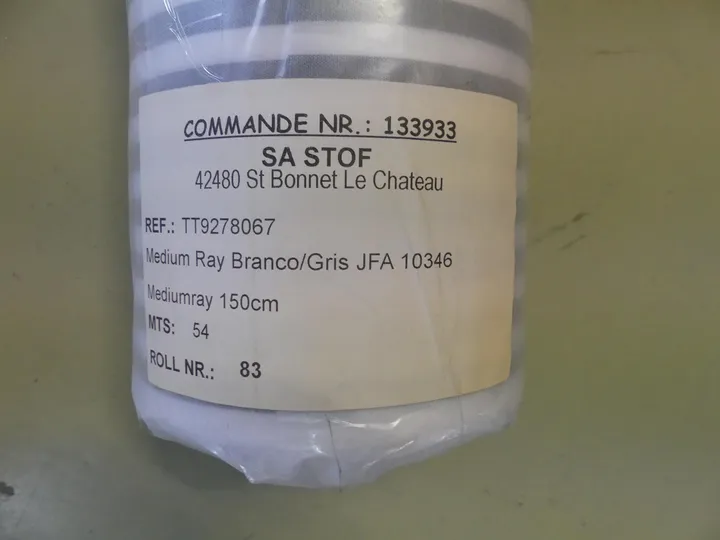 COMMANDE NR.: 133933
SA STOF
42480 St Bonnet Le Chateau
REF.: TT9278067
Medium Ray Branco/Gris JFA 10346
Mediumray 150cm
MTS: 54
ROLL NR.: 83